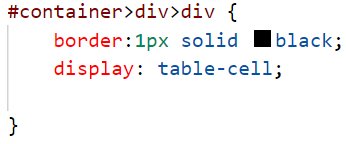 #container>div>div {
border:1px solid black;
display: table-cell;
}